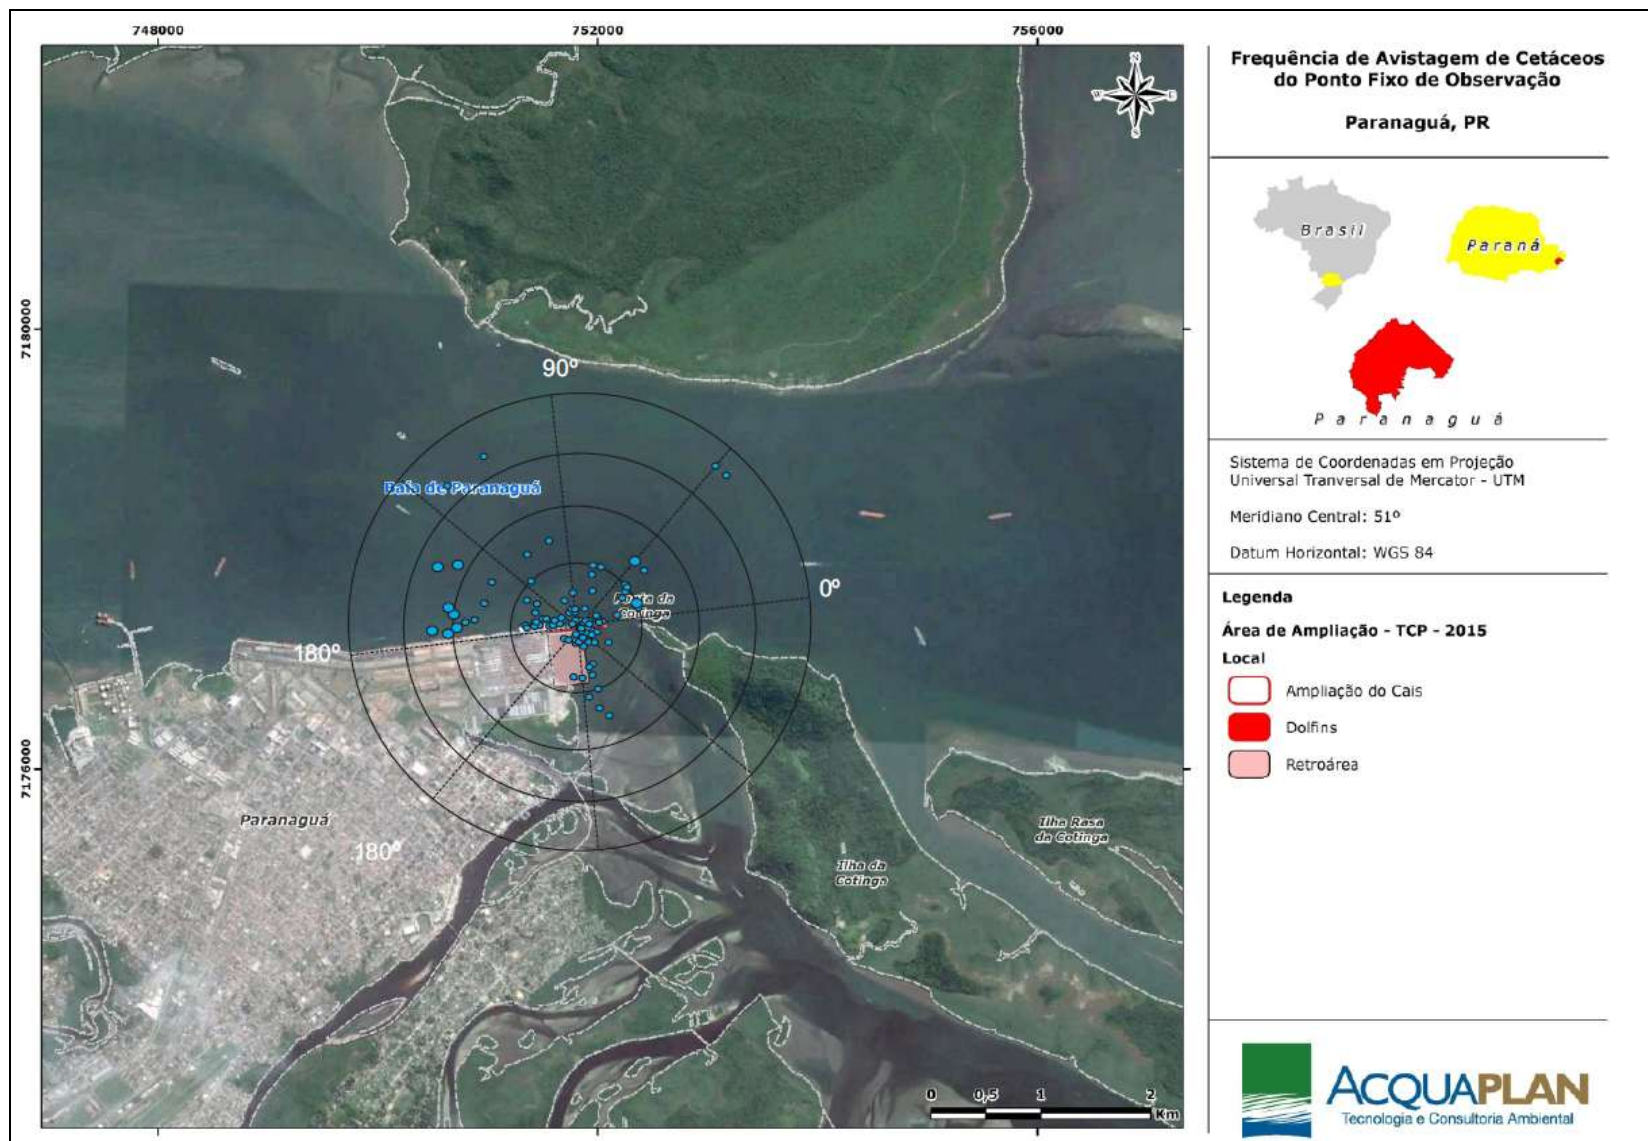 748000
752000
756000
7180000
7176000
90º
Baía de Paranaguá
Ponta da
Cotinga
0º
180º
Paranaguá
180º
Ilha da
Cotinga
Ilha Rasa
da Cotinga
N
W
E
S
0
0,5
1
2
Km
Frequência de Avistagem de Cetáceos
do Ponto Fixo de Observação
Paranaguá, PR
Brasil
Paraná
Paranaguá
Sistema de Coordenadas em Projeção
Universal Tranversal de Mercator - UTM
Meridiano Central: 51º
Datum Horizontal: WGS 84
Legenda
Área de Ampliação - TCP - 2015
Local
Ampliação do Cais
Dolfins
Retroárea
ACQUAPLAN
Tecnologia e Consultoria Ambiental